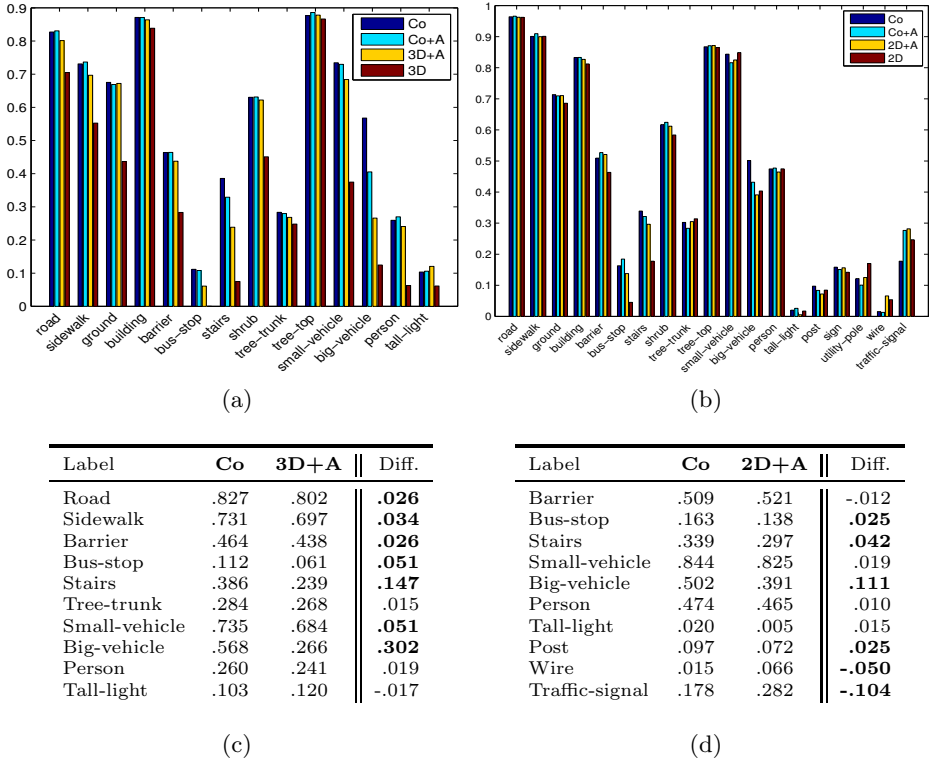 0.9
0.8
0.7
0.6
0.5
0.4
0.3
0.2
0.1
0
Co
Co+A
3D+A
3D
road
sidewalk
ground
building
barrier
bus−stop
stairs
shrub
tree−trunk
tree−top
small−vehicle
big−vehicle
person
tall−light
(a)
1
0.9
0.8
0.7
0.6
0.5
0.4
0.3
0.2
0.1
0
Co
Co+A
2D+A
2D
road
sidewalk
ground
building
barrier
bus−stop
stairs
shrub
tree−trunk
tree−top
small−vehicle
big−vehicle
person
tall−light
post
sign
utility−pole
wire
traffic−signal
(b)
Label Co 3D+A Diff.
Road .827 .802 .026
Sidewalk .731 .697 .034
Barrier .464 .438 .026
Bus-stop .112 .061 .051
Stairs .386 .239 .147
Tree-trunk .284 .268 .015
Small-vehicle .735 .684 .051
Big-vehicle .568 .266 .302
Person .260 .241 .019
Tall-light .103 .120 -.017
(c)
Label Co 2D+A Diff.
Barrier .509 .521 -.012
Bus-stop .163 .138 .025
Stairs .339 .297 .042
Small-vehicle .844 .825 .019
Big-vehicle .502 .391 .111
Person .474 .465 .010
Tall-light .020 .005 .015
Post .097 .072 .025
Wire .015 .066 -.050
Traffic-signal .178 .282 -.104
(d)